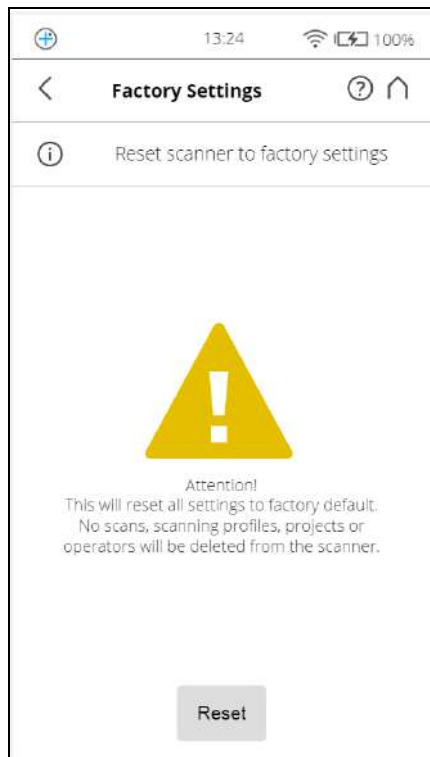 13:24 100%
Factory Settings
Reset scanner to factory settings
Attention!
This will reset all settings to factory default.
No scans, scanning profiles, projects or
operators will be deleted from the scanner.
Reset